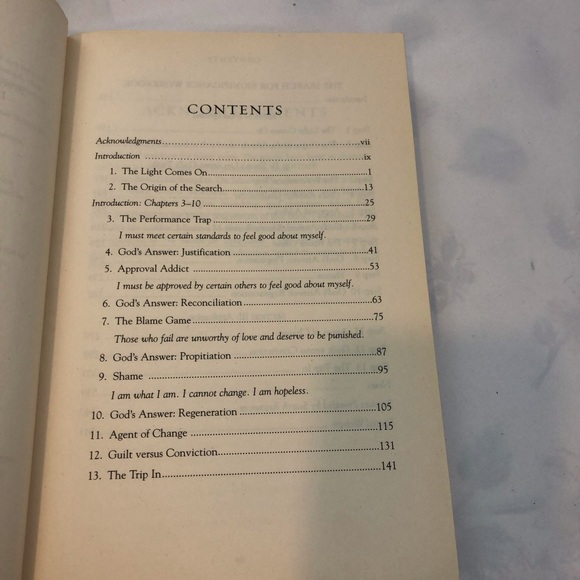 CONTENTS
Acknowledgments vii
Introduction ix
1. The Light Comes On 1
2. The Origin of the Search 13
Introduction: Chapters 3–10 25
3. The Performance Trap 29
I must meet certain standards to feel good about myself.
4. God's Answer: Justification 41
5. Approval Addict 53
I must be approved by certain others to feel good about myself.
6. God's Answer: Reconciliation 63
7. The Blame Game 75
Those who fail are unworthy of love and deserve to be punished.
8. God's Answer: Propitiation 87
9. Shame 95
I am what I am. I cannot change. I am hopeless.
10. God's Answer: Regeneration 105
11. Agent of Change 115
12. Guilt versus Conviction 131
13. The Trip In 141